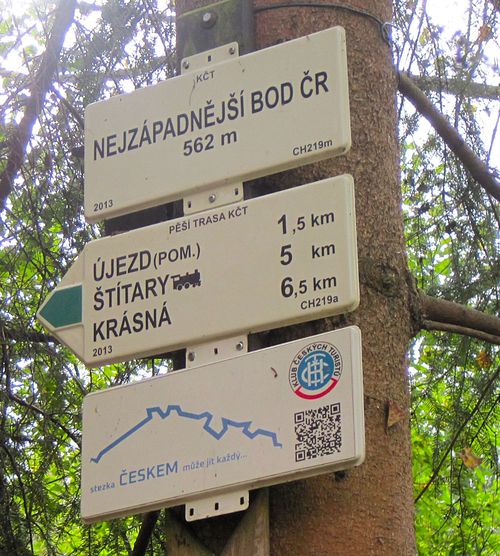 KČT
NEJZÁPADNĚJŠÍ BOD ČR
562 m
CH219m
2013
PĚŠÍ TRASA KČT
ÚJEZD (POM.) 1,5 km
ŠTÍTARY 5 km
KRÁSNÁ 6,5 km
CH219a
2013
KLUB ČESKÝCH TURISTŮ
stezka ČESKEM může jít každý...